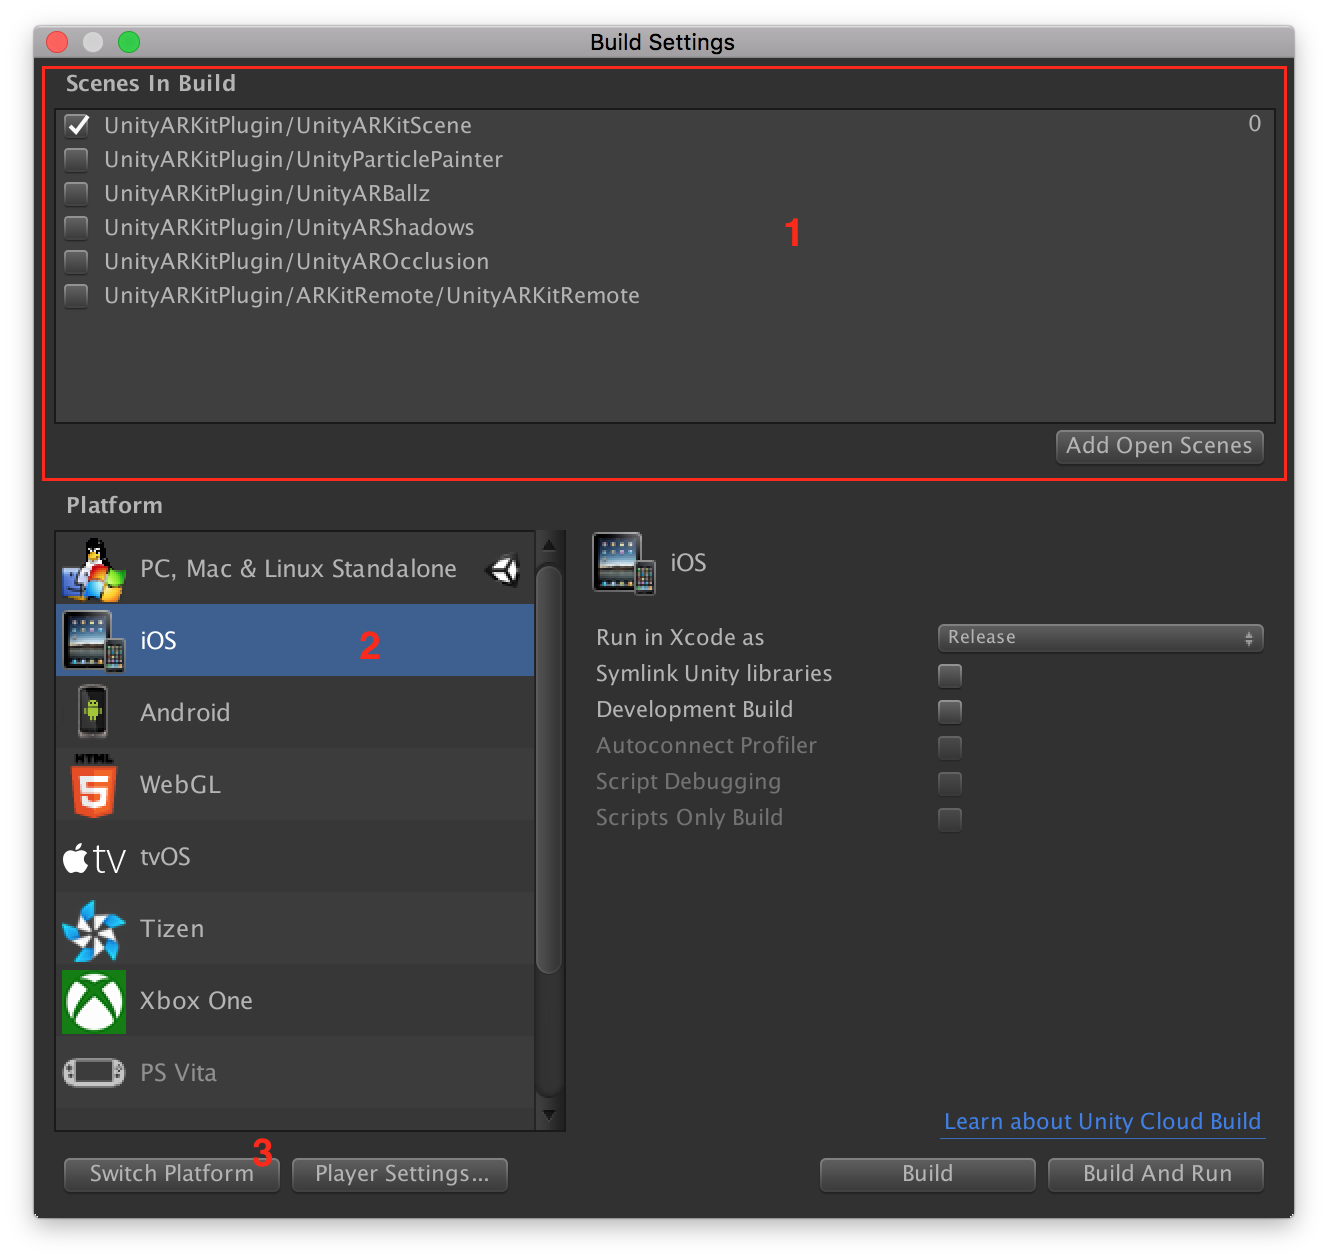 Build Settings
Scenes In Build
UnityARKitPlugin/UnityARKitScene 0
UnityARKitPlugin/UnityParticlePainter
UnityARKitPlugin/UnityARBallz
UnityARKitPlugin/UnityARShadows
1
UnityARKitPlugin/UnityAROcclusion
UnityARKitPlugin/ARKitRemote/UnityARKitRemote
Add Open Scenes
Platform
PC, Mac & Linux Standalone
iOS
2
Android
HTML
5
WebGL
tv
tvOS
Tizen
Xbox One
PS Vita
iOS
Run in Xcode as Release
Symlink Unity libraries
Development Build
Autoconnect Profiler
Script Debugging
Scripts Only Build
Learn about Unity Cloud Build
3
Switch Platform
Player Settings...
Build
Build And Run